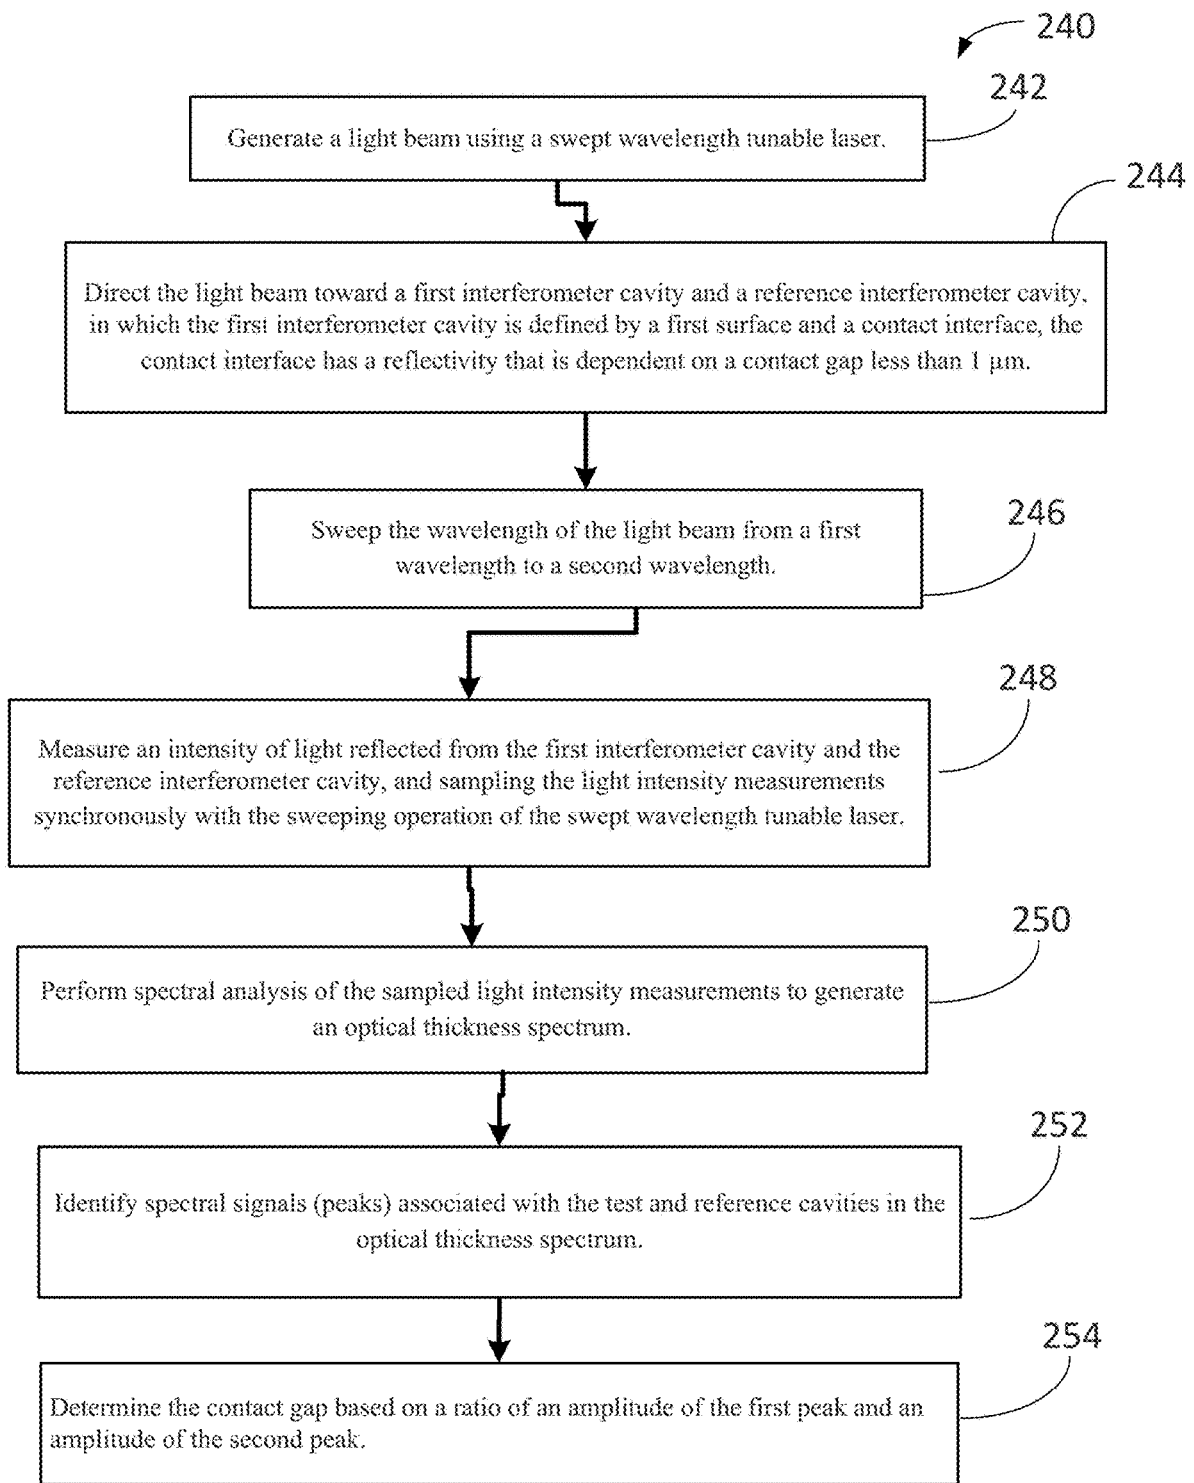 240
242
Generate a light beam using a swept wavelength tunable laser.
244
Direct the light beam toward a first interferometer cavity and a reference interferometer cavity,
in which the first interferometer cavity is defined by a first surface and a contact interface, the
contact interface has a reflectivity that is dependent on a contact gap less than 1 μm.
246
Sweep the wavelength of the light beam from a first
wavelength to a second wavelength.
248
Measure an intensity of light reflected from the first interferometer cavity and the
reference interferometer cavity, and sampling the light intensity measurements
synchronously with the sweeping operation of the swept wavelength tunable laser.
250
Perform spectral analysis of the sampled light intensity measurements to generate
an optical thickness spectrum.
252
Identify spectral signals (peaks) associated with the test and reference cavities in the
optical thickness spectrum.
254
Determine the contact gap based on a ratio of an amplitude of the first peak and an
amplitude of the second peak.